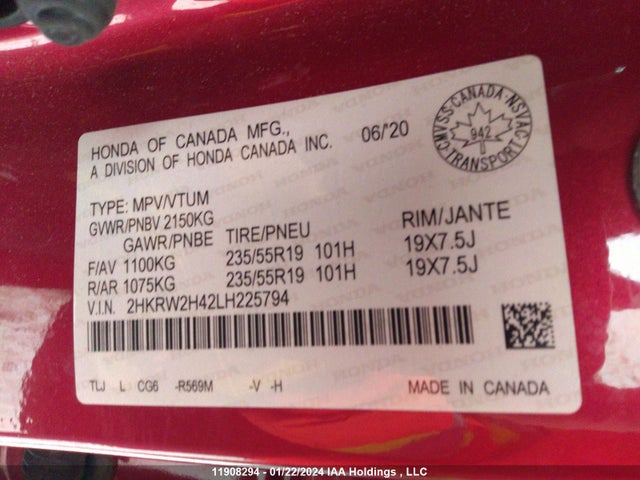 HONDA OF CANADA MFG.,
A DIVISION OF HONDA CANADA INC.
06/'20
CMVSS·CANADA·NSVAC
942
TRANSPORT
TYPE: MPV/VTUM
GVWR/PNBV 2150KG
GAWR/PNBE TIRE/PNEU RIM/JANTE
F/AV 1100KG 235/55R19 101H 19X7.5J
R/AR 1075KG 235/55R19 101H 19X7.5J
V.I.N. 2HKRW2H42LH225794
TLJ L CG6 -R569M -V -H MADE IN CANADA
11908294 - 01/22/2024 IAA Holdings , LLC